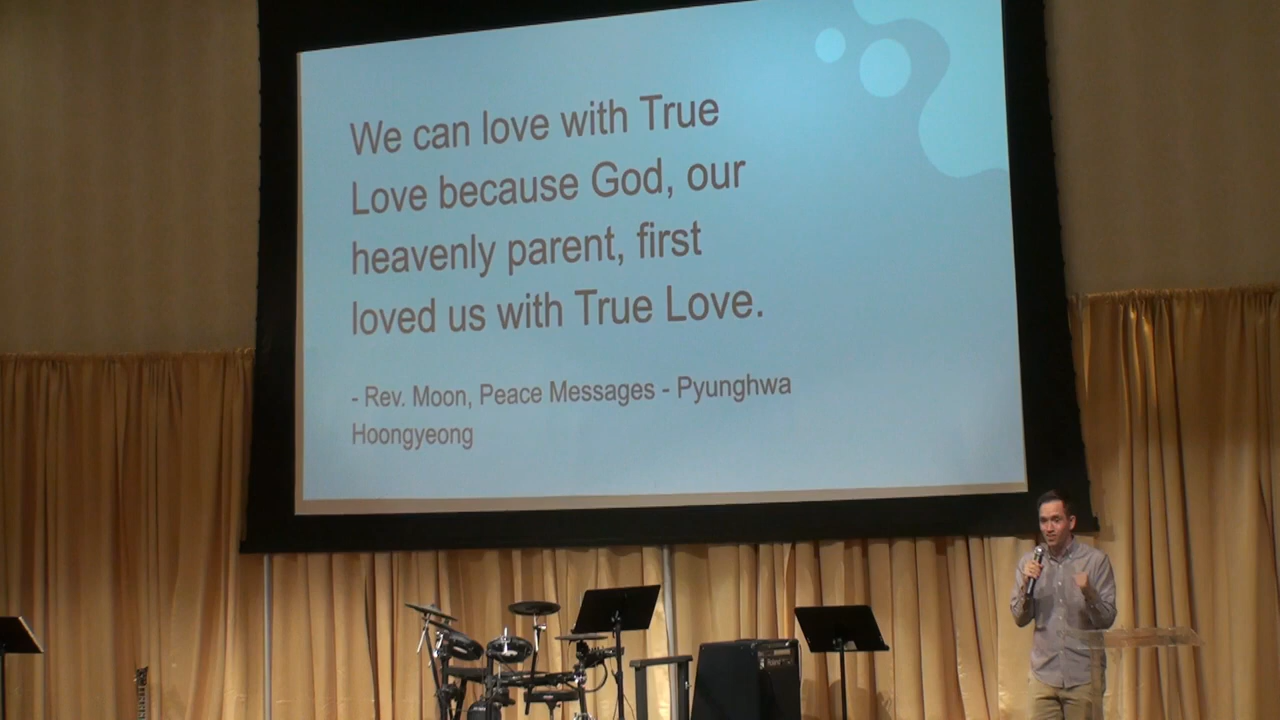 We can love with True
Love because God, our
heavenly parent, first
loved us with True Love.
- Rev. Moon, Peace Messages - Pyunghwa
Hoongyeong
Roland